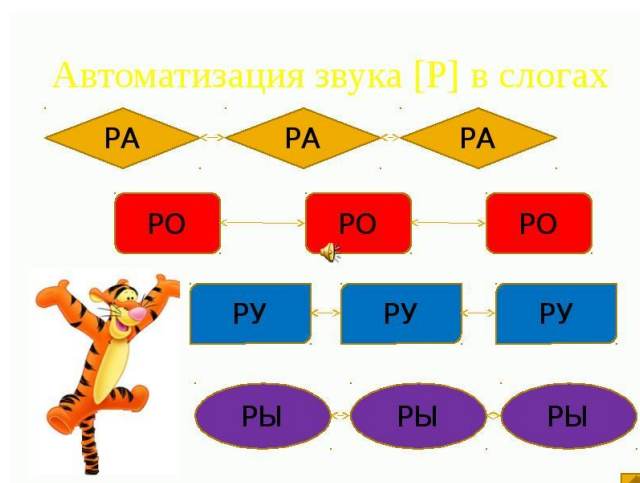 Автоматизация звука [Р] в слогах
РА РА РА
РО РО РО
РУ РУ РУ
РЫ РЫ РЫ